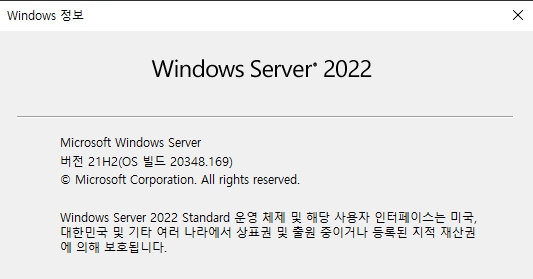 Windows 정보
Windows Server® 2022
Microsoft Windows Server
버전 21H2(OS 빌드 20348.169)
© Microsoft Corporation. All rights reserved.
Windows Server 2022 Standard 운영 체제 및 해당 사용자 인터페이스는 미국,
대한민국 및 기타 여러 나라에서 상표권 및 출원 중이거나 등록된 지적 재산권
에 의해 보호됩니다.